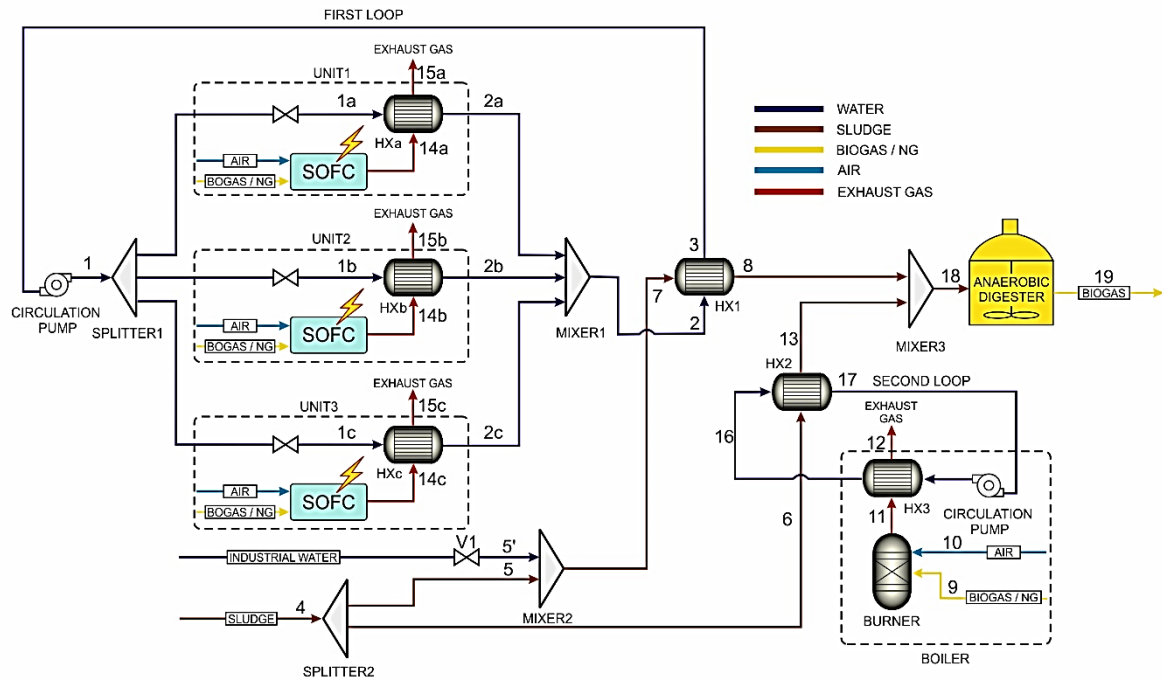 FIRST LOOP
EXHAUST GAS
15a
UNIT1
1a
2a
HXa
14a
AIR
BOGAS / NG
SOFC
WATER
SLUDGE
BIOGAS / NG
AIR
EXHAUST GAS
EXHAUST GAS
15b
UNIT2
1
1b
2b
HXb
14b
AIR
BOGAS / NG
SOFC
CIRCULATION
PUMP
SPLITTER1
MIXER1
3
8
7
HX1
2
18
ANAEROBIC
DIGESTER
19
BIOGAS
MIXER3
13
EXHAUST GAS
15c
UNIT3
1c
2c
HXc
14c
AIR
BOGAS / NG
SOFC
HX2
17
SECOND LOOP
EXHAUST
GAS
16
12
HX3
6
11
CIRCULATION
PUMP
10
AIR
9
BIOGAS / NG
BURNER
BOILER
INDUSTRIAL WATER
V1
5'
5
SLUDGE
4
MIXER2
SPLITTER2